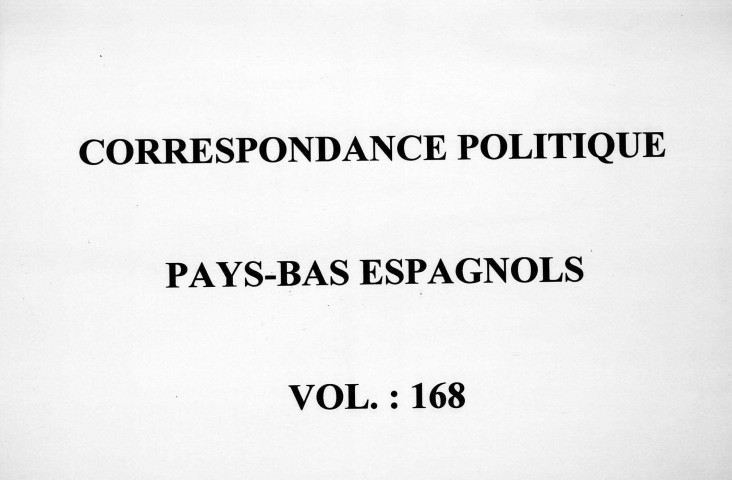 CORRESPONDANCE POLITIQUE
PAYS-BAS ESPAGNOLS
VOL. : 168